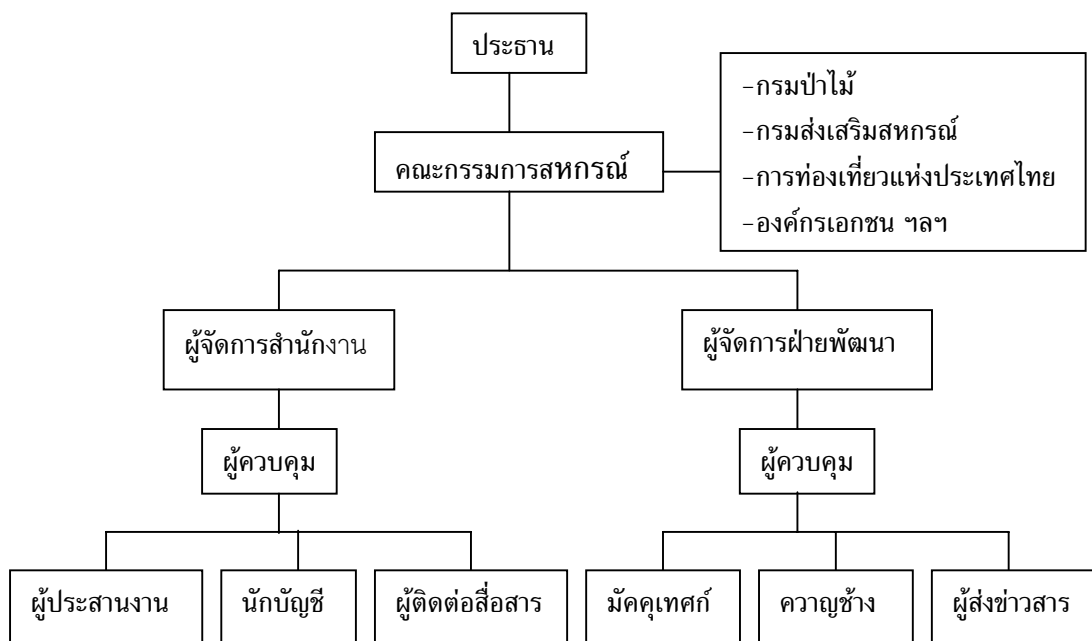 ประธาน
-กรมป่าไม้
-กรมส่งเสริมสหกรณ์
-การท่องเที่ยวแห่งประเทศไทย
-องค์กรเอกชน ฯลฯ
คณะกรรมการสหกรณ์
ผู้จัดการสำนักงาน
ผู้จัดการฝ่ายพัฒนา
ผู้ควบคุม
ผู้ควบคุม
ผู้ประสานงาน
นักบัญชี
ผู้ติดต่อสื่อสาร
มัคคุเทศก์
ควาญช้าง
ผู้ส่งข่าวสาร